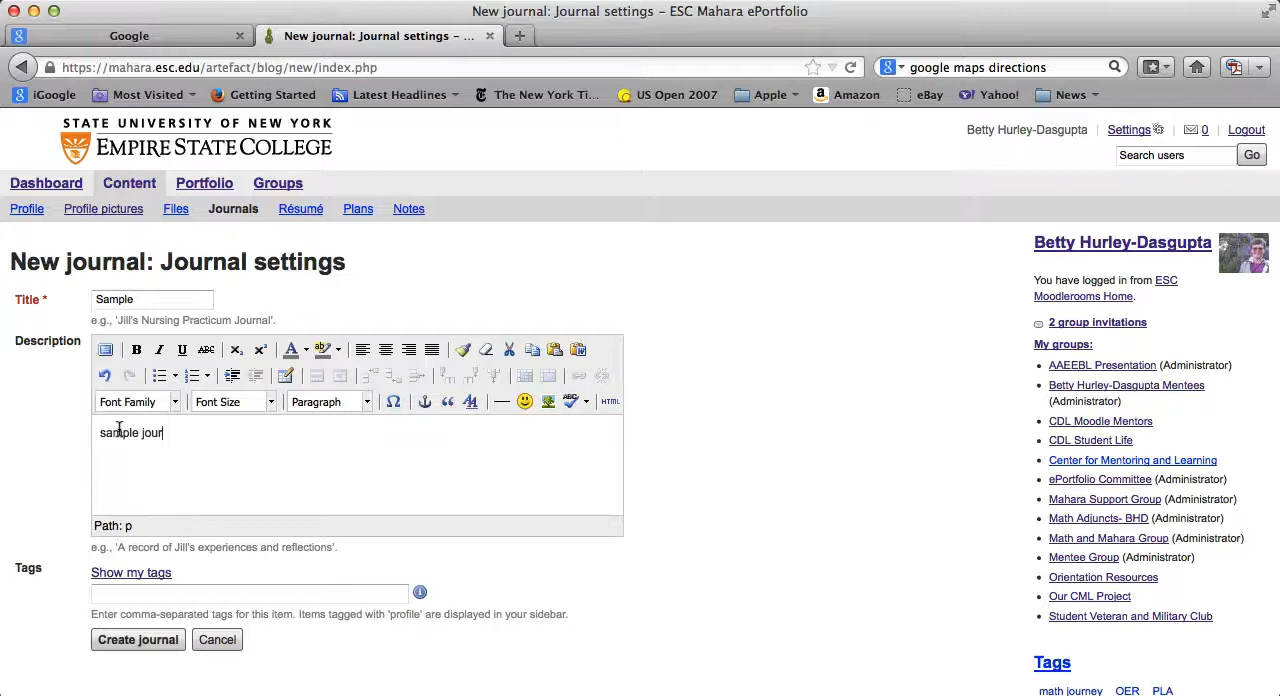 New journal: Journal settings – ESC Mahara ePortfolio
Google
New journal: Journal settings – ...
https://mahara.esc.edu/artefact/blog/new/index.php
google maps directions
iGoogle Most Visited Getting Started Latest Headlines The New York Ti... US Open 2007 Apple Amazon eBay Yahoo! News
STATE UNIVERSITY OF NEW YORK
EMPIRE STATE COLLEGE
Betty Hurley-Dasgupta Settings 0 Logout
Search users Go
Dashboard Content Portfolio Groups
Profile Profile pictures Files Journals Résumé Plans Notes
New journal: Journal settings
Title * Sample
e.g., 'Jill's Nursing Practicum Journal'.
Description
B I U ABC x₂ x² A ab
Font Family Font Size Paragraph Ω ABC HTML
sample jour
Path: p
e.g., 'A record of Jill's experiences and reflections'.
Tags
Show my tags
Enter comma-separated tags for this item. Items tagged with 'profile' are displayed in your sidebar.
Create journal Cancel
Betty Hurley-Dasgupta
You have logged in from ESC
Moodlerooms Home.
2 group invitations
My groups:
AAEEBL Presentation (Administrator)
Betty Hurley-Dasgupta Mentees
(Administrator)
CDL Moodle Mentors
CDL Student Life
Center for Mentoring and Learning
ePortfolio Committee (Administrator)
Mahara Support Group (Administrator)
Math Adjuncts- BHD (Administrator)
Math and Mahara Group (Administrator)
Mentee Group (Administrator)
Orientation Resources
Our CML Project
Student Veteran and Military Club
Tags
math journey OER PLA